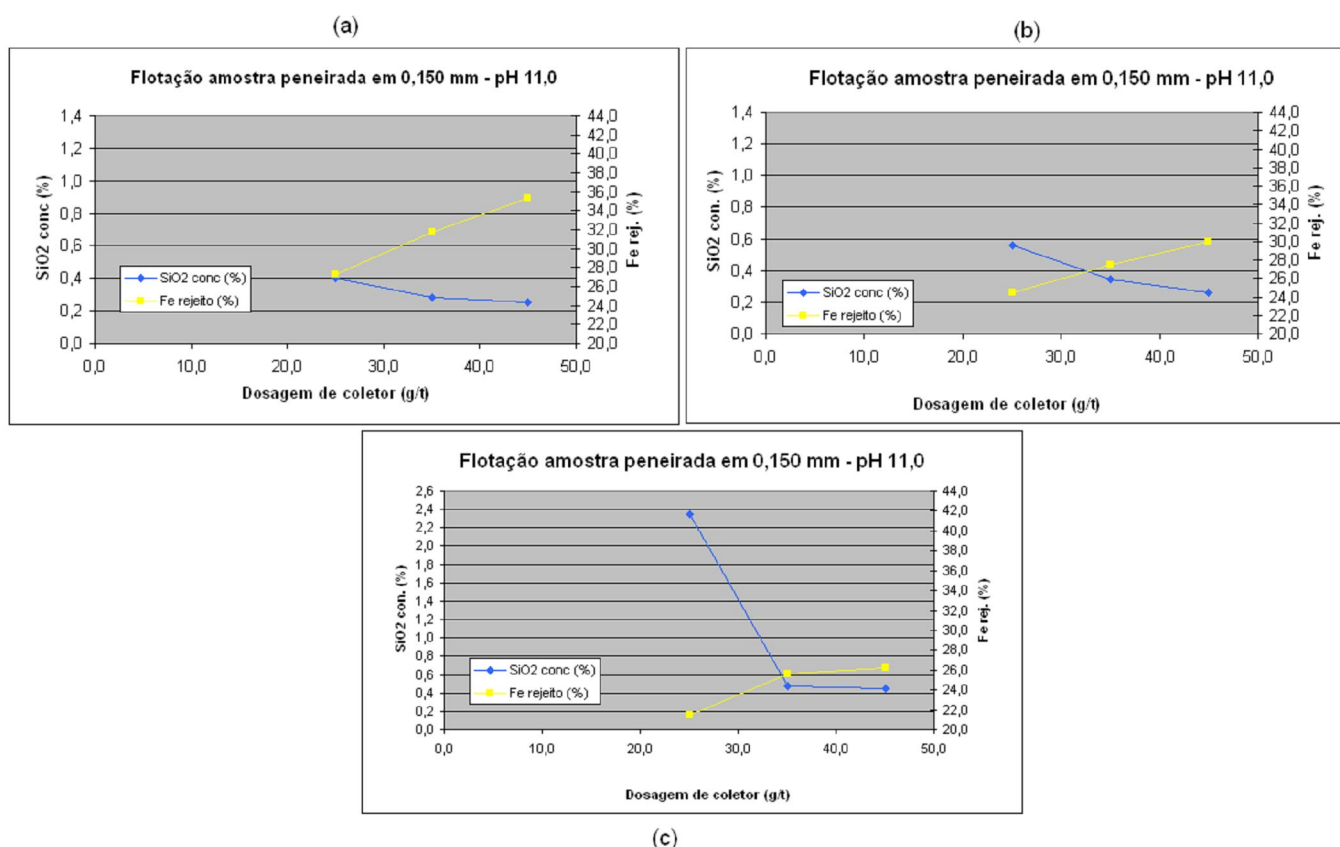 (a)
Flotação amostra peneirada em 0,150 mm - pH 11,0
SiO2 conc (%)
1,4
1,2
1,0
0,8
0,6
0,4
0,2
0,0
44,0
42,0
40,0
38,0
36,0
34,0
32,0
30,0
28,0
26,0
24,0
22,0
20,0
Fe rej. (%)
SiO2 conc (%)
Fe rejeito (%)
0,0 10,0 20,0 30,0 40,0 50,0
Dosagem de coletor (g/t)
(b)
Flotação amostra peneirada em 0,150 mm - pH 11,0
SiO2 con. (%)
1,4
1,2
1,0
0,8
0,6
0,4
0,2
0,0
44,0
42,0
40,0
38,0
36,0
34,0
32,0
30,0
28,0
26,0
24,0
22,0
20,0
Fe rej. (%)
SiO2 conc (%)
Fe rejeito (%)
0,0 10,0 20,0 30,0 40,0 50,0
Dosagem de coletor (g/t)
Flotação amostra peneirada em 0,150 mm - pH 11,0
SiO2 con. (%)
2,6
2,4
2,2
2,0
1,8
1,6
1,4
1,2
1,0
0,8
0,6
0,4
0,2
0,0
44,0
42,0
40,0
38,0
36,0
34,0
32,0
30,0
28,0
26,0
24,0
22,0
20,0
Fe rej. (%)
SiO2 conc (%)
Fe rejeito (%)
0,0 10,0 20,0 30,0 40,0 50,0
Dosagem de coletor (g/t)
(c)